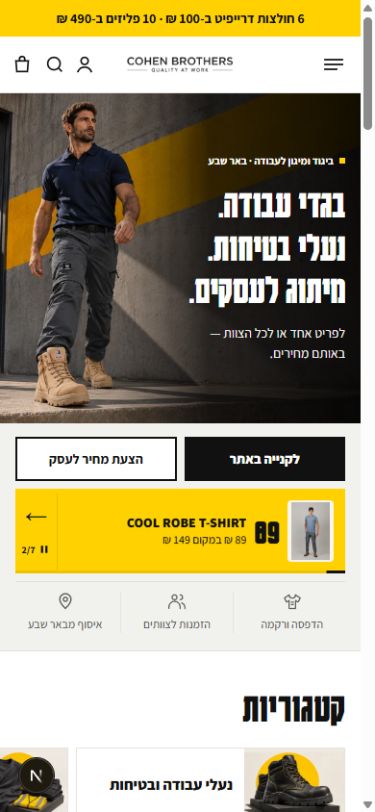 6 חולצות דרייפיט ב-100 ₪ · 10 פליזים ב-490 ₪
COHEN BROTHERS
QUALITY AT WORK
ביגוד ומיגון לעבודה · באר שבע
בגדי עבודה.
נעלי בטיחות.
מיתוג לעסקים.
לפריט אחד או לכל הצוות —
באותם מחירים.
לקנייה באתר
הצעת מחיר לעסק
COOL ROBE T-SHIRT
89 ₪ במקום 149 ₪
89
2/7
הדפסה ורקמה
הזמנות לצוותים
איסוף מבאר שבע
קטגוריות
נעלי עבודה ובטיחות
N